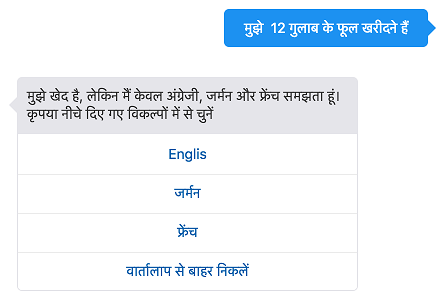 मुझे 12 गुलाब के फूल खरीदने हैं
मुझे खेद है, लेकिन मैं केवल अंग्रेजी, जर्मन और फ्रेंच समझता हूं।
कृपया नीचे दिए गए विकल्पों में से चुनें
Englis
जर्मन
फ्रेंच
वार्तालाप से बाहर निकलें